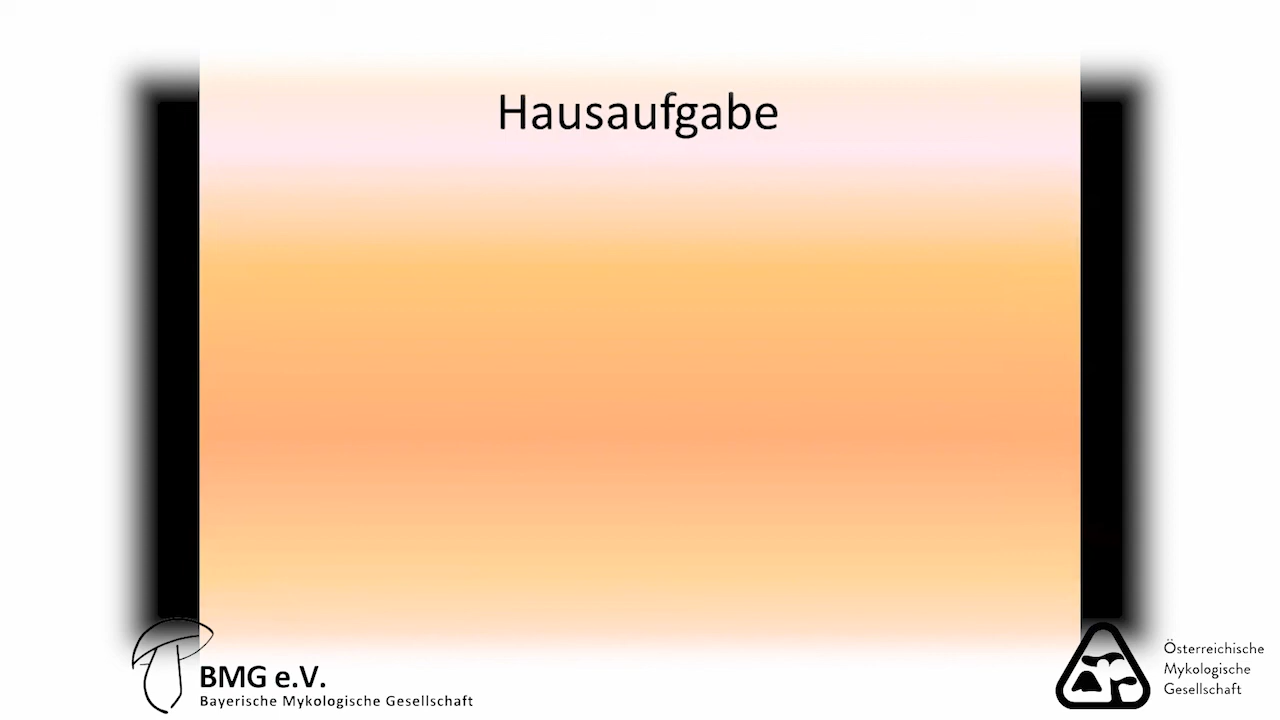 Hausaufgabe
BMG e.V.
Bayerische Mykologische Gesellschaft
Österreichische
Mykologische
Gesellschaft